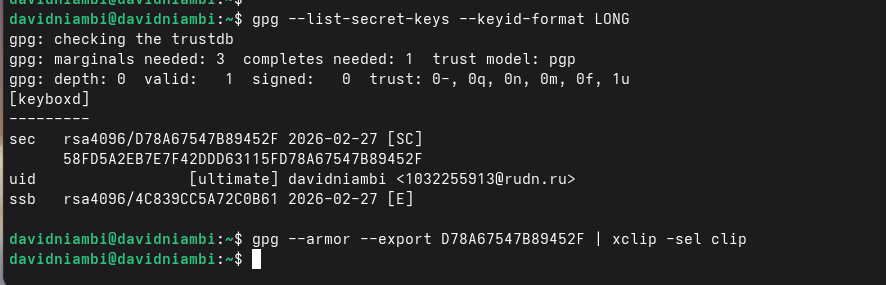 davidniambi@davidniambi:~$ gpg --list-secret-keys --keyid-format LONG
gpg: checking the trustdb
gpg: marginals needed: 3  completes needed: 1  trust model: pgp
gpg: depth: 0  valid:   1  signed:   0  trust: 0-, 0q, 0n, 0m, 0f, 1u
[keyboxd]
---------
sec   rsa4096/D78A67547B89452F 2026-02-27 [SC]
      58FD5A2EB7E7F42DDD63115FD78A67547B89452F
uid                 [ultimate] davidniambi <1032255913@rudn.ru>
ssb   rsa4096/4C839CC5A72C0B61 2026-02-27 [E]
davidniambi@davidniambi:~$ gpg --armor --export D78A67547B89452F | xclip -sel clip
davidniambi@davidniambi:~$